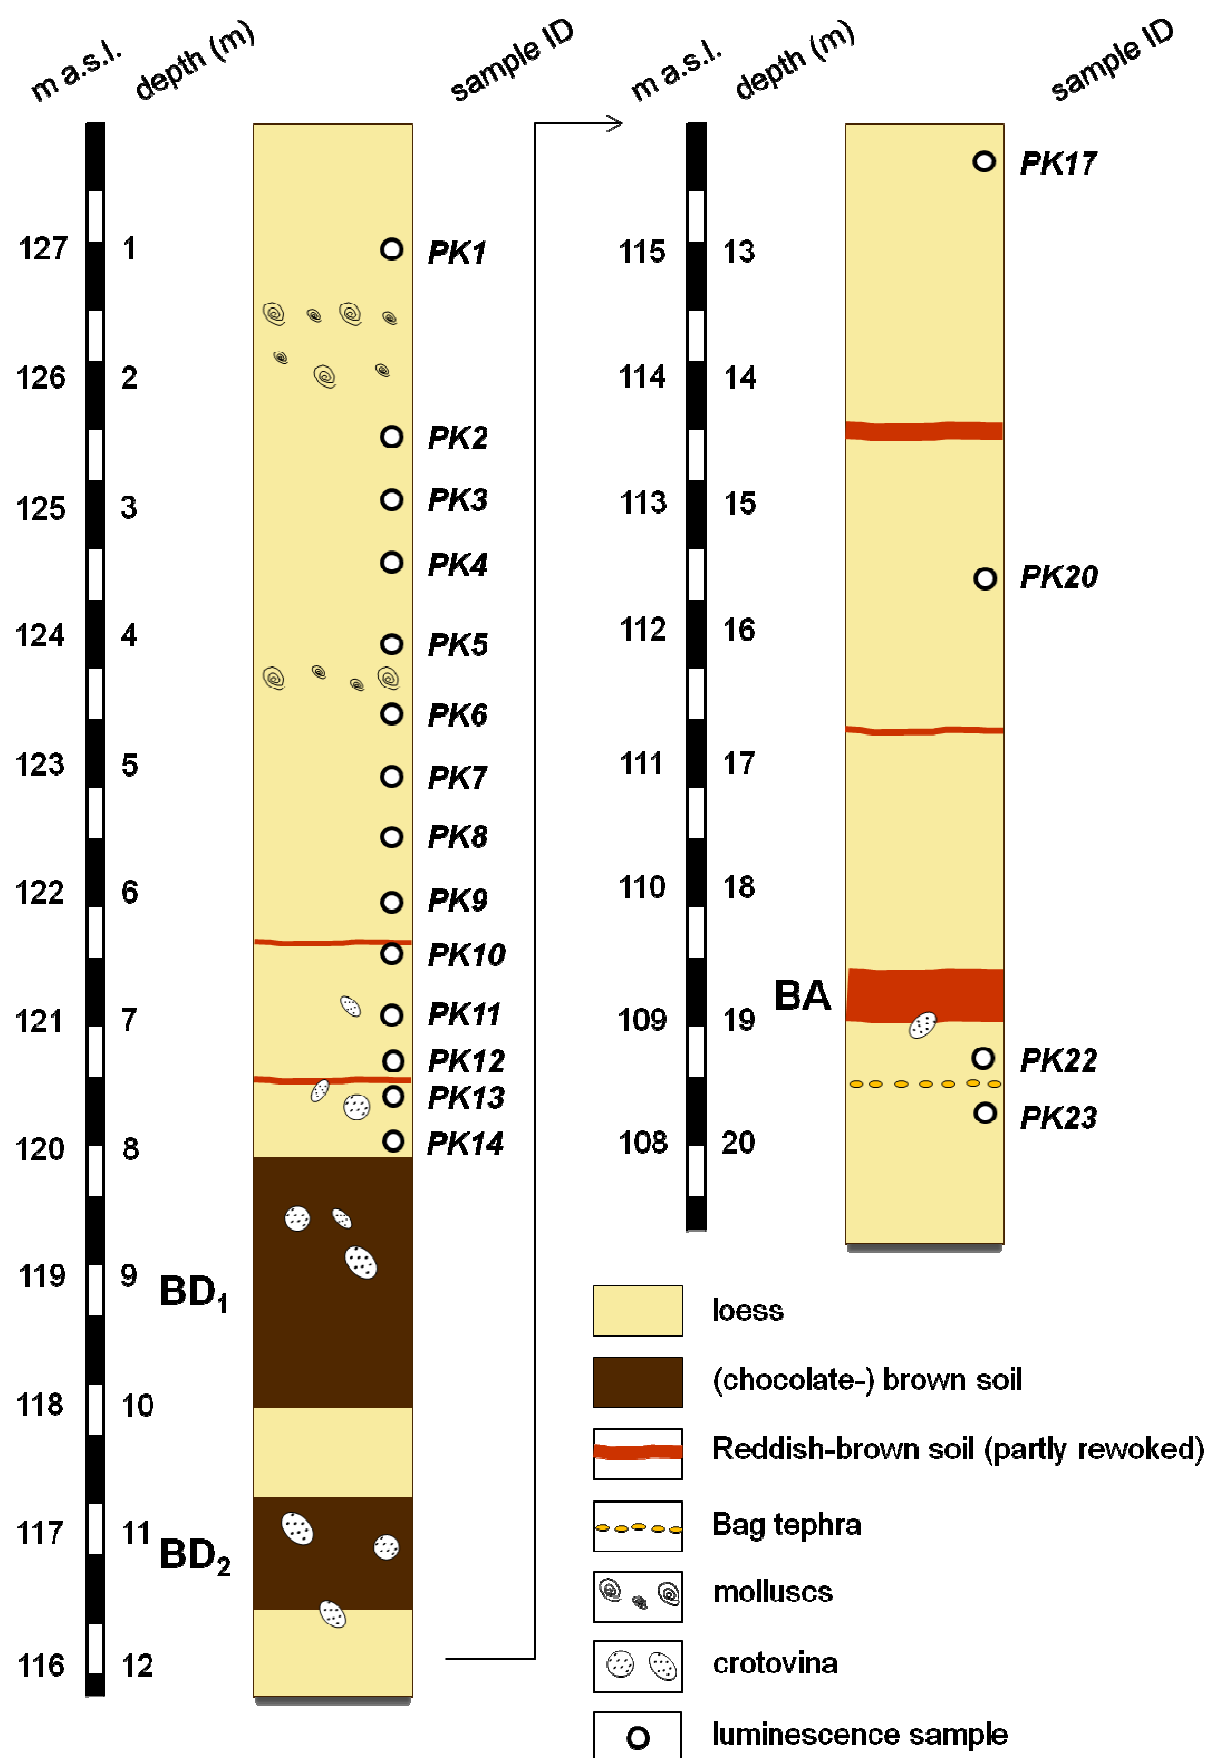 m a.s.l. depth (m) sample ID
127 1 PK1
126 2
PK2
125 3 PK3
PK4
124 4 PK5
PK6
123 5 PK7
PK8
122 6 PK9
PK10
121 7 PK11
PK12
PK13
120 8 PK14
119 9 BD1
118 10
117 11 BD2
116 12
m a.s.l. depth (m) sample ID
PK17
115 13
114 14
113 15
PK20
112 16
111 17
110 18
BA
109 19
PK22
PK23
108 20
loess
(chocolate-) brown soil
Reddish-brown soil (partly rewoked)
Bag tephra
molluscs
crotovina
luminescence sample